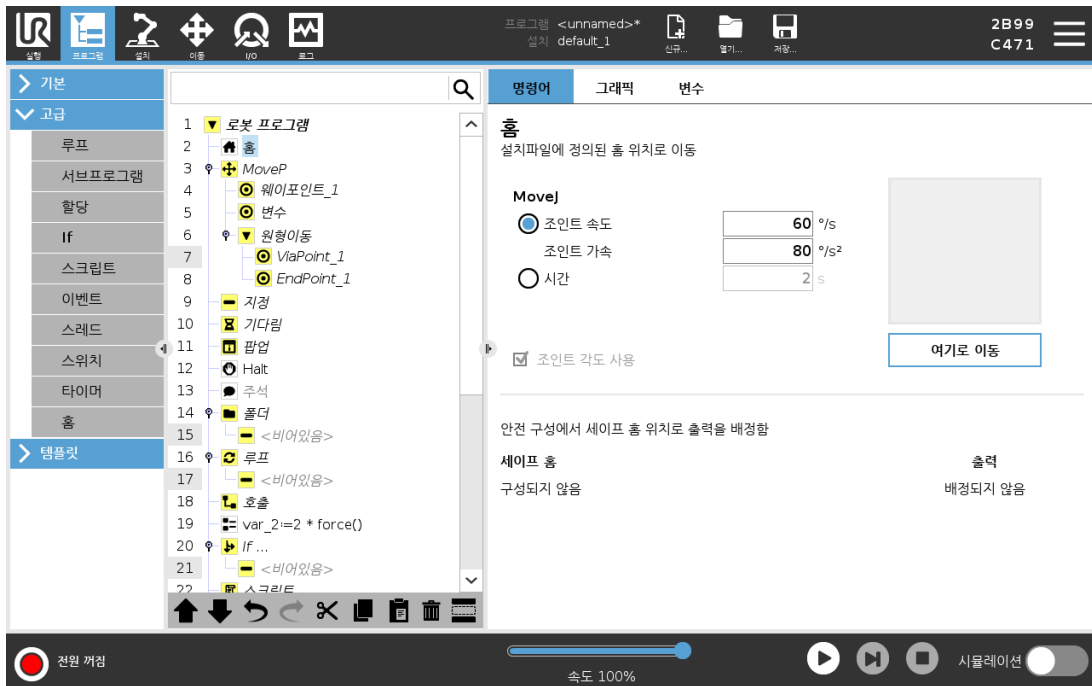 프로그램 <unnamed>*
설치 default_1
2B99
C471
실행
프로그램
설치
이동
I/O
로그
신규...
열기...
저장...
기본
고급
루프
서브프로그램
할당
If
스크립트
이벤트
스레드
스위치
타이머
홈
템플릿
1 로봇 프로그램
2 홈
3 MoveP
4 웨이포인트_1
5 변수
6 원형이동
7 ViaPoint_1
8 EndPoint_1
9 지정
10 기다림
11 팝업
12 Halt
13 주석
14 폴더
15 <비어있음>
16 루프
17 <비어있음>
18 호출
19 var_2:=2 * force()
20 If ...
21 <비어있음>
22 스크립트
명령어 그래픽 변수
홈
설치파일에 정의된 홈 위치로 이동
MoveJ
조인트 속도 60 °/s
조인트 가속 80 °/s²
시간 2 s
여기로 이동
조인트 각도 사용
안전 구성에서 세이프 홈 위치로 출력을 배정함
세이프 홈 출력
구성되지 않음 배정되지 않음
전원 꺼짐
속도 100%
시뮬레이션